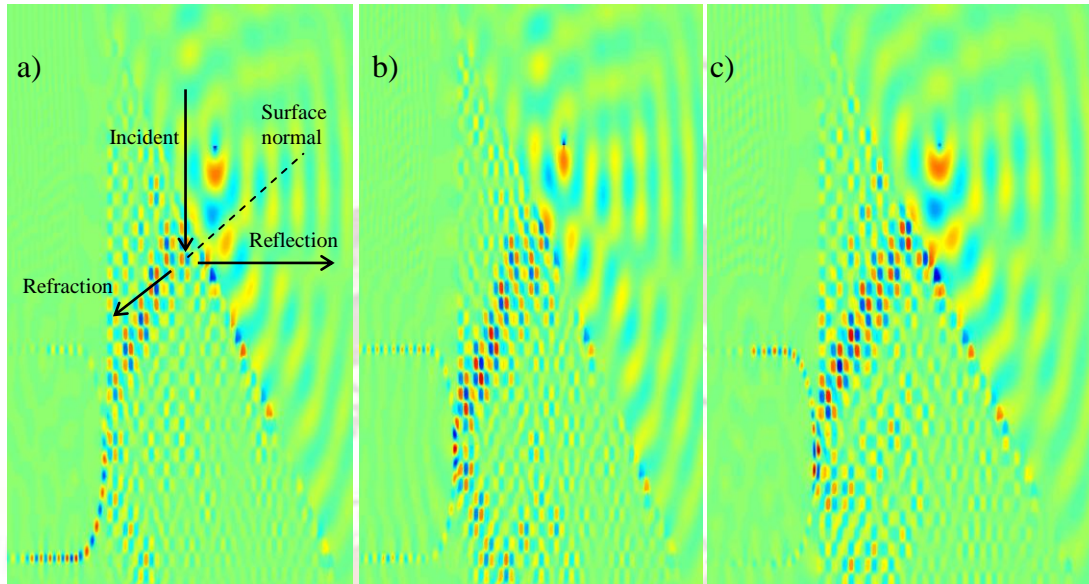 a)
b)
c)
Surface
normal
Incident
Reflection
Refraction